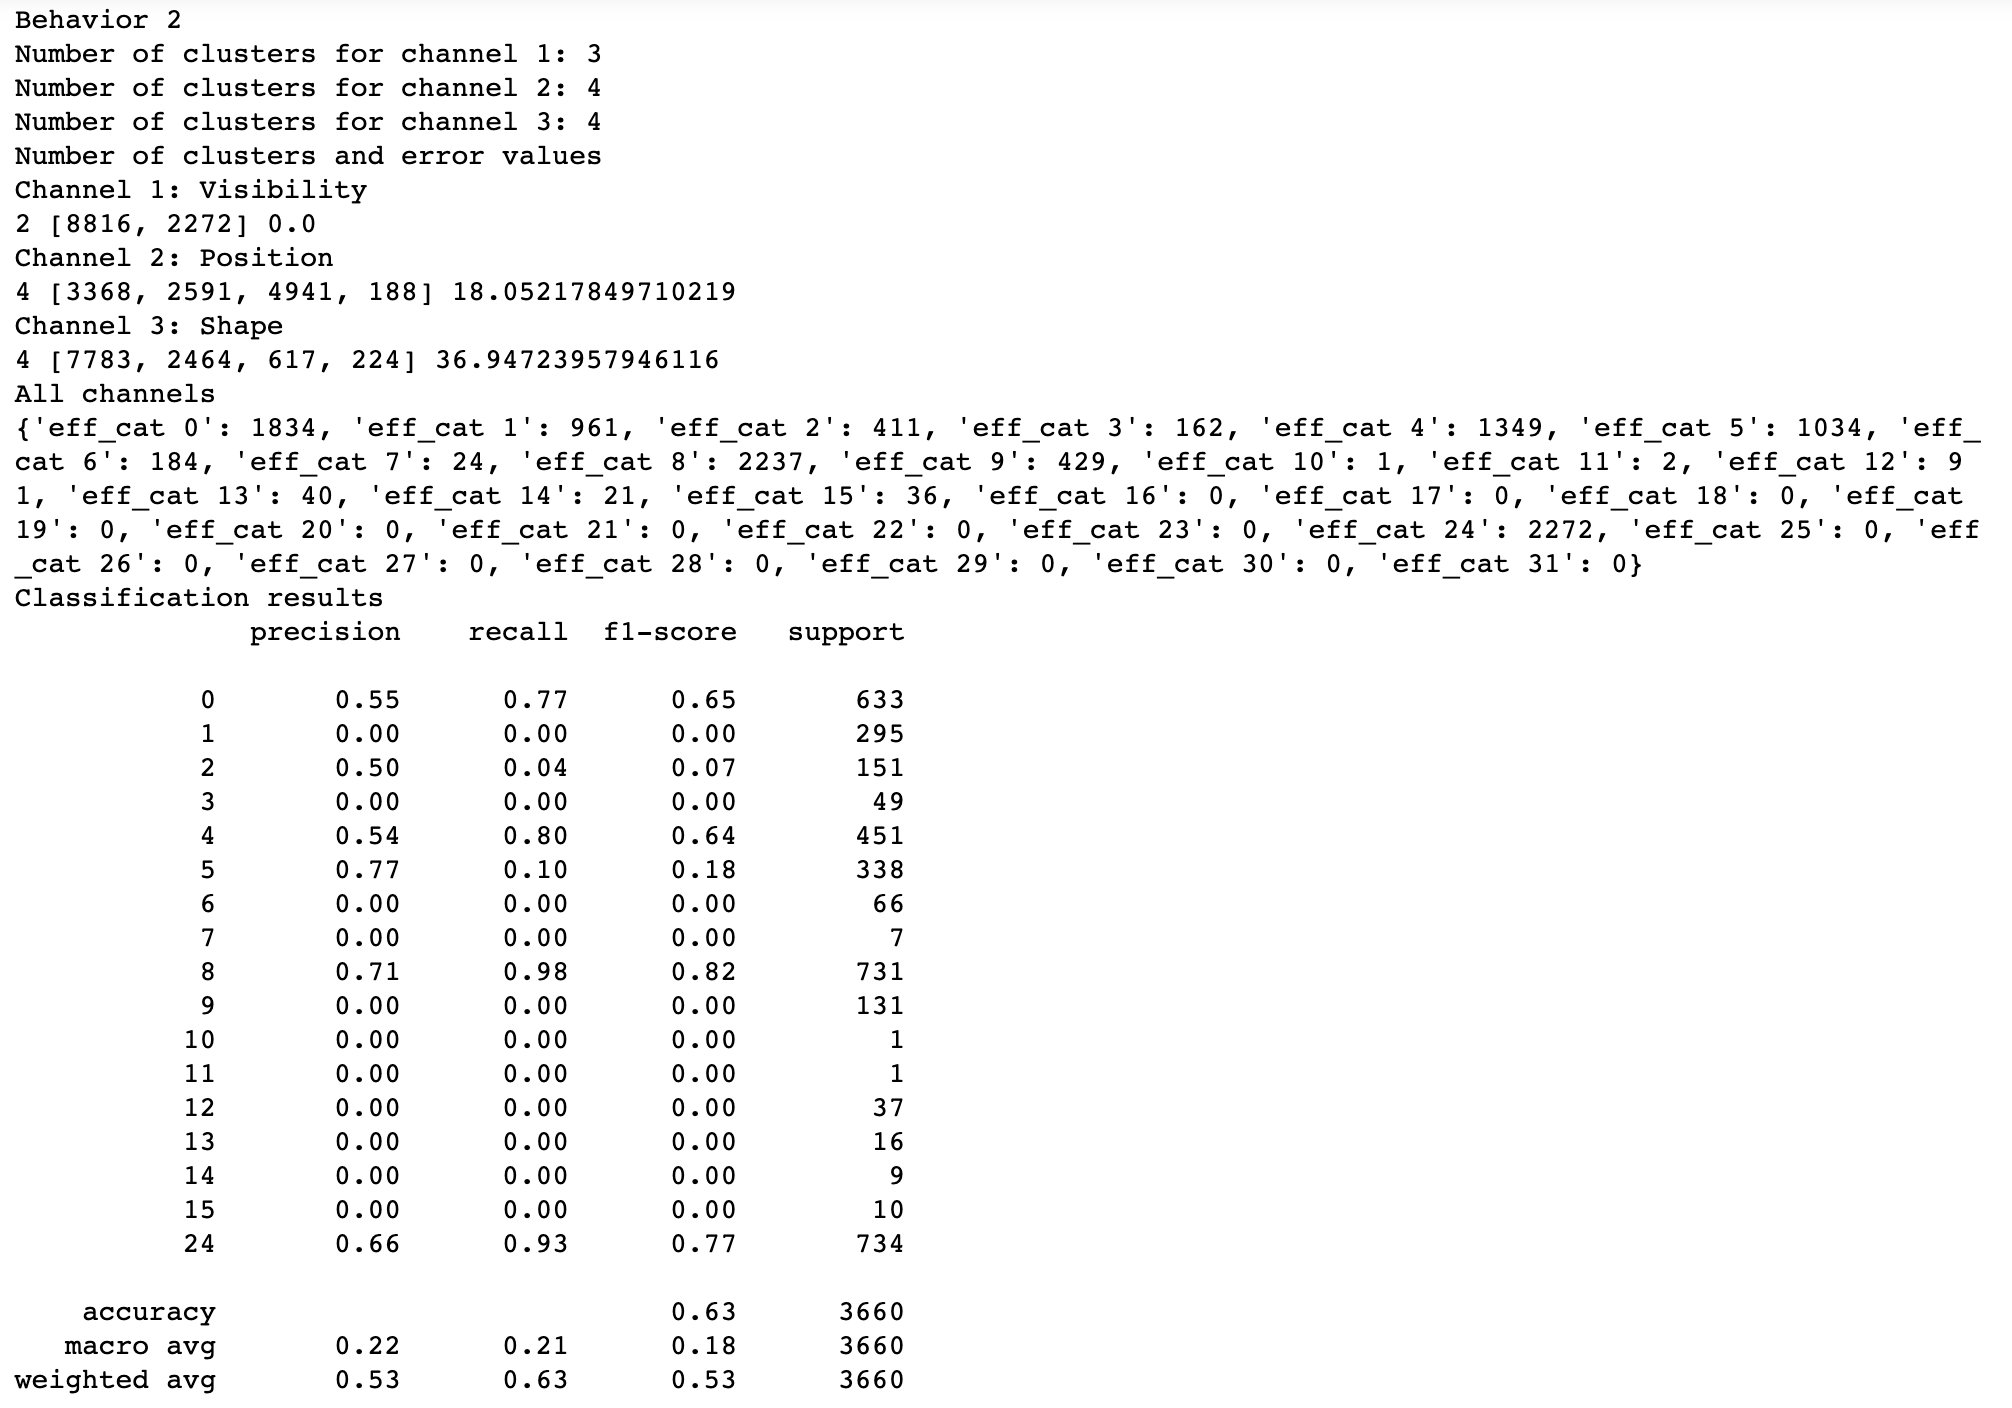 Behavior 2
Number of clusters for channel 1: 3
Number of clusters for channel 2: 4
Number of clusters for channel 3: 4
Number of clusters and error values
Channel 1: Visibility
2 [8816, 2272] 0.0
Channel 2: Position
4 [3368, 2591, 4941, 188] 18.05217849710219
Channel 3: Shape
4 [7783, 2464, 617, 224] 36.94723957946116
All channels
{'eff_cat 0': 1834, 'eff_cat 1': 961, 'eff_cat 2': 411, 'eff_cat 3': 162, 'eff_cat 4': 1349, 'eff_cat 5': 1034, 'eff_
cat 6': 184, 'eff_cat 7': 24, 'eff_cat 8': 2237, 'eff_cat 9': 429, 'eff_cat 10': 1, 'eff_cat 11': 2, 'eff_cat 12': 9
1, 'eff_cat 13': 40, 'eff_cat 14': 21, 'eff_cat 15': 36, 'eff_cat 16': 0, 'eff_cat 17': 0, 'eff_cat 18': 0, 'eff_cat
19': 0, 'eff_cat 20': 0, 'eff_cat 21': 0, 'eff_cat 22': 0, 'eff_cat 23': 0, 'eff_cat 24': 2272, 'eff_cat 25': 0, 'eff
_cat 26': 0, 'eff_cat 27': 0, 'eff_cat 28': 0, 'eff_cat 29': 0, 'eff_cat 30': 0, 'eff_cat 31': 0}
Classification results
precision recall f1-score support
0 0.55 0.77 0.65 633
1 0.00 0.00 0.00 295
2 0.50 0.04 0.07 151
3 0.00 0.00 0.00 49
4 0.54 0.80 0.64 451
5 0.77 0.10 0.18 338
6 0.00 0.00 0.00 66
7 0.00 0.00 0.00 7
8 0.71 0.98 0.82 731
9 0.00 0.00 0.00 131
10 0.00 0.00 0.00 1
11 0.00 0.00 0.00 1
12 0.00 0.00 0.00 37
13 0.00 0.00 0.00 16
14 0.00 0.00 0.00 9
15 0.00 0.00 0.00 10
24 0.66 0.93 0.77 734
accuracy 0.63 3660
macro avg 0.22 0.21 0.18 3660
weighted avg 0.53 0.63 0.53 3660